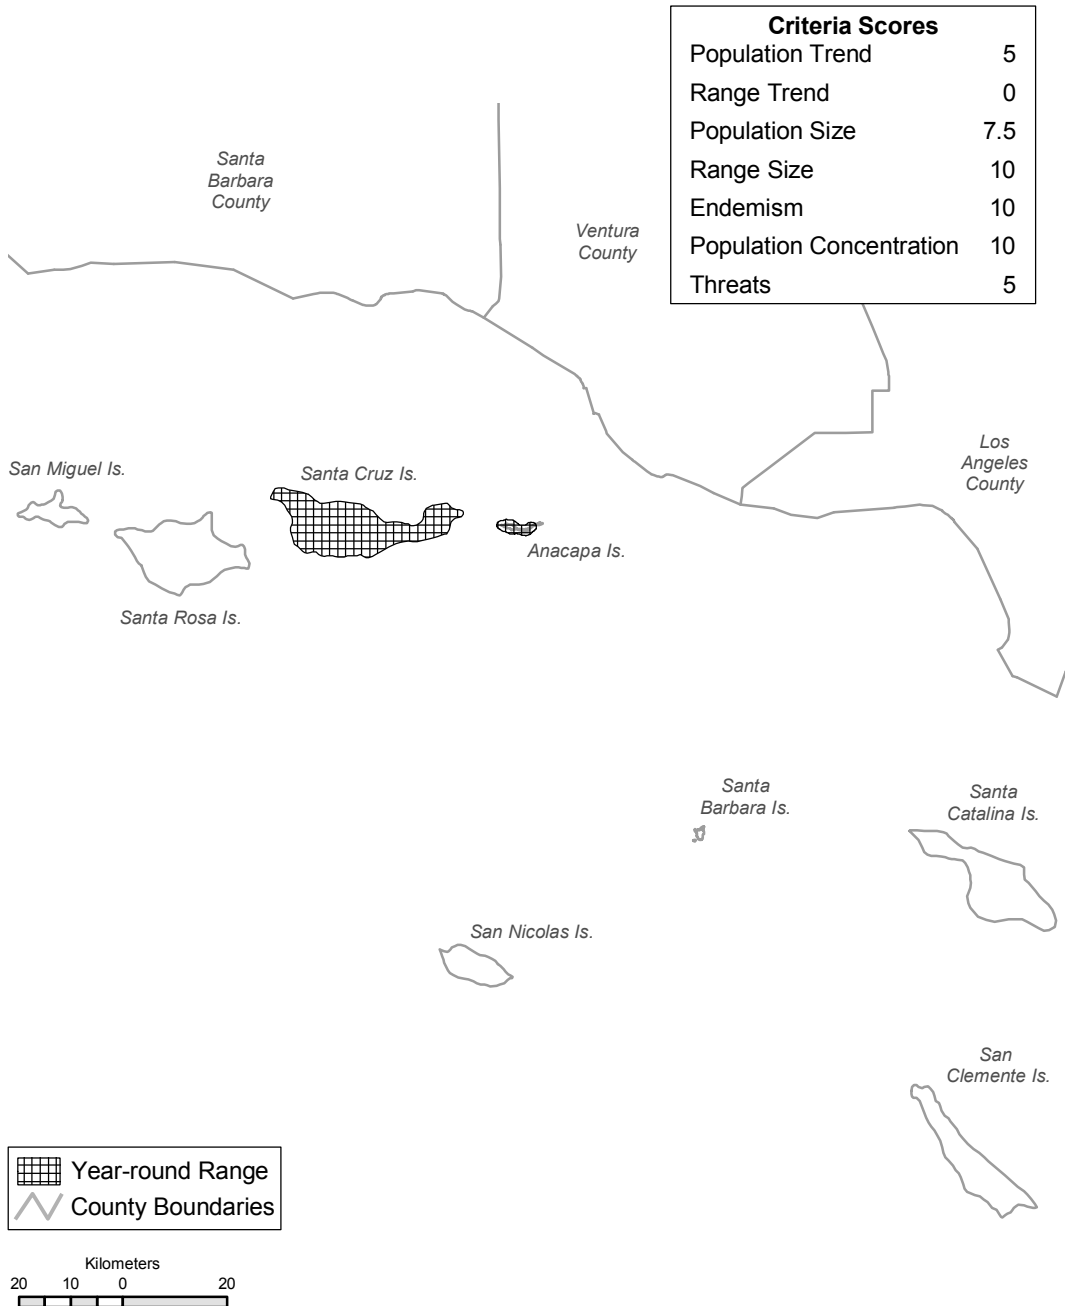 Criteria Scores
Population Trend 5
Range Trend 0
Population Size 7.5
Range Size 10
Endemism 10
Population Concentration 10
Threats 5
Santa
Barbara
County
Ventura
County
Los
Angeles
County
San Miguel Is.
Santa Cruz Is.
Anacapa Is.
Santa Rosa Is.
Santa
Barbara Is.
Santa
Catalina Is.
San Nicolas Is.
San
Clemente Is.
Year-round Range
County Boundaries
Kilometers
20 10 0 20